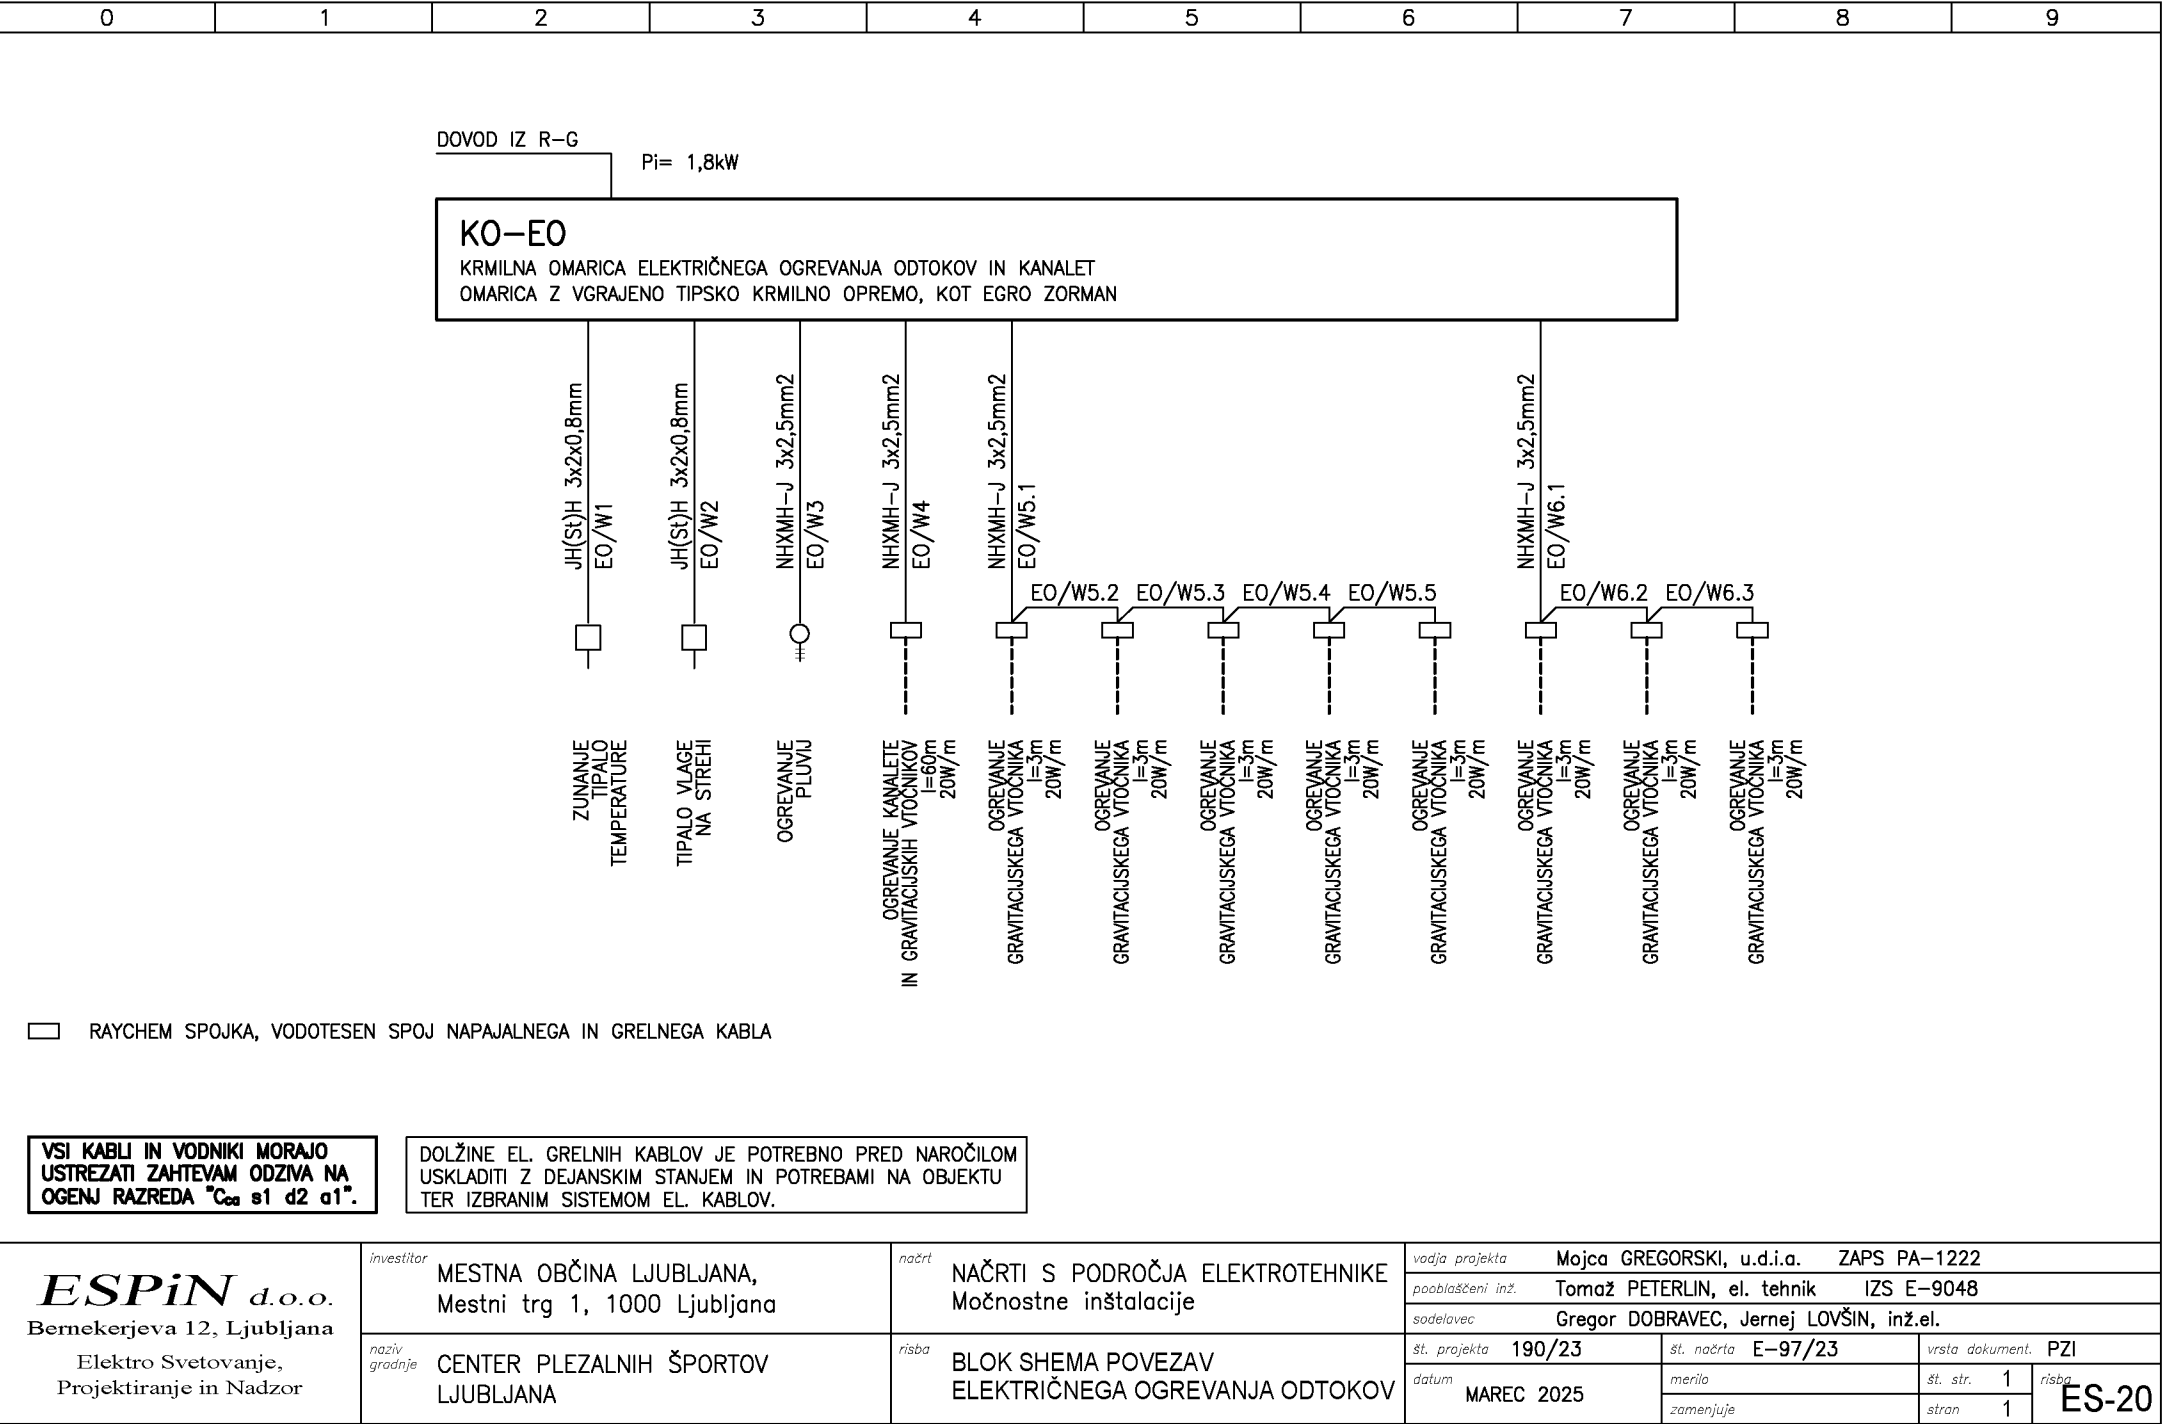 0 1 2 3 4 5 6 7 8 9
DOVOD IZ R-G
Pi= 1,8kW
KO-EO
KRMILNA OMARICA ELEKTRIČNEGA OGREVANJA ODTOKOV IN KANALET
OMARICA Z VGRAJENO TIPSKO KRMILNO OPREMO, KOT EGRO ZORMAN
JH(St)H 3x2x0,8mm
EO/W1
JH(St)H 3x2x0,8mm
EO/W2
NHXMH-J 3x2,5mm2
EO/W3
NHXMH-J 3x2,5mm2
EO/W4
NHXMH-J 3x2,5mm2
EO/W5.1
NHXMH-J 3x2,5mm2
EO/W6.1
EO/W5.2 EO/W5.3 EO/W5.4 EO/W5.5 EO/W6.2 EO/W6.3
ZUNANJE
TIPALO
TEMPERATURE
TIPALO VLAGE
NA STREHI
OGREVANJE
PLUVIJ
OGREVANJE KANALETE
IN GRAVITACIJSKIH VTOČNIKOV
l=60m
20W/m
OGREVANJE
GRAVITACIJSKEGA VTOČNIKA
l=3m
20W/m
OGREVANJE
GRAVITACIJSKEGA VTOČNIKA
l=3m
20W/m
OGREVANJE
GRAVITACIJSKEGA VTOČNIKA
l=3m
20W/m
OGREVANJE
GRAVITACIJSKEGA VTOČNIKA
l=3m
20W/m
OGREVANJE
GRAVITACIJSKEGA VTOČNIKA
l=3m
20W/m
OGREVANJE
GRAVITACIJSKEGA VTOČNIKA
l=3m
20W/m
OGREVANJE
GRAVITACIJSKEGA VTOČNIKA
l=3m
20W/m
OGREVANJE
GRAVITACIJSKEGA VTOČNIKA
l=3m
20W/m
RAYCHEM SPOJKA, VODOTESEN SPOJ NAPAJALNEGA IN GRELNEGA KABLA
VSI KABLI IN VODNIKI MORAJO
USTREZATI ZAHTEVAM ODZIVA NA
OGENJ RAZREDA "Cca s1 d2 a1".
DOLŽINE EL. GRELNIH KABLOV JE POTREBNO PRED NAROČILOM
USKLADITI Z DEJANSKIM STANJEM IN POTREBAMI NA OBJEKTU
TER IZBRANIM SISTEMOM EL. KABLOV.
ESPiN d.o.o.
Bernekerjeva 12, Ljubljana
Elektro Svetovanje,
Projektiranje in Nadzor
investitor
MESTNA OBČINA LJUBLJANA,
Mestni trg 1, 1000 Ljubljana
naziv
gradnje
CENTER PLEZALNIH ŠPORTOV
LJUBLJANA
načrt
NAČRTI S PODROČJA ELEKTROTEHNIKE
Močnostne inštalacije
risba
BLOK SHEMA POVEZAV
ELEKTRIČNEGA OGREVANJA ODTOKOV
vodja projekta Mojca GREGORSKI, u.d.i.a. ZAPS PA-1222
pooblaščeni inž. Tomaž PETERLIN, el. tehnik IZS E-9048
sodelavec Gregor DOBRAVEC, Jernej LOVŠIN, inž.el.
št. projekta 190/23 št. načrta E-97/23 vrsta dokument. PZI
datum MAREC 2025
merilo
zamenjuje
št. str. 1
stran 1
risba ES-20